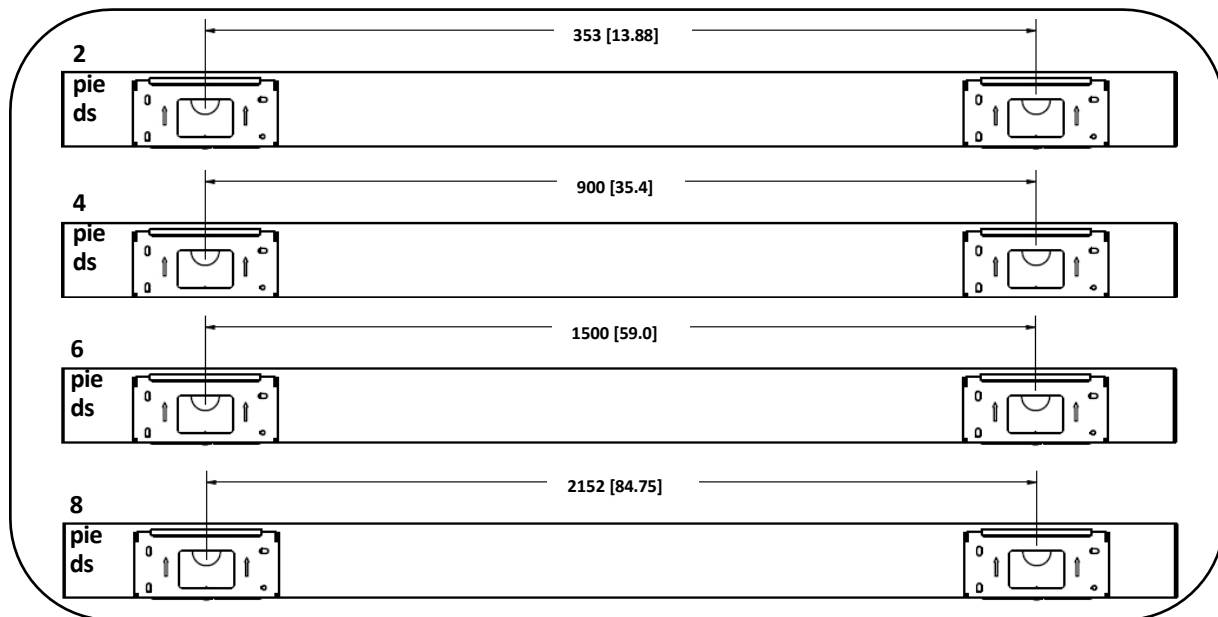 353 [13.88]
2
pie
ds
900 [35.4]
4
pie
ds
1500 [59.0]
6
pie
ds
2152 [84.75]
8
pie
ds